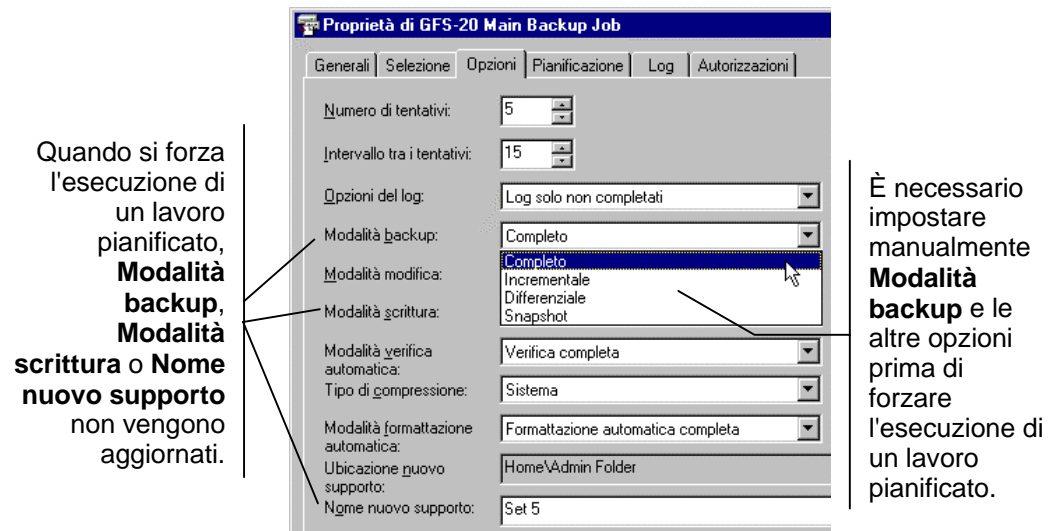 Proprietà di GFS-20 Main Backup Job
Generali
Selezione
Opzioni
Pianificazione
Log
Autorizzazioni
Numero di tentativi:
5
Intervallo tra i tentativi:
15
Opzioni del log:
Log solo non completati
Modalità backup:
Completo
Completo
Incrementale
Differenziale
Snapshot
Modalità modifica:
Modalità scrittura:
Modalità verifica
automatica:
Verifica completa
Tipo di compressione:
Sistema
Modalità formattazione
automatica:
Formattazione automatica completa
Ubicazione nuovo
supporto:
Home\Admin Folder
Nome nuovo supporto:
Set 5
Quando si forza
l'esecuzione di
un lavoro
pianificato,
Modalità
backup,
Modalità
scrittura o Nome
nuovo supporto
non vengono
aggiornati.
È necessario
impostare
manualmente
Modalità
backup e le
altre opzioni
prima di
forzare
l'esecuzione di
un lavoro
pianificato.